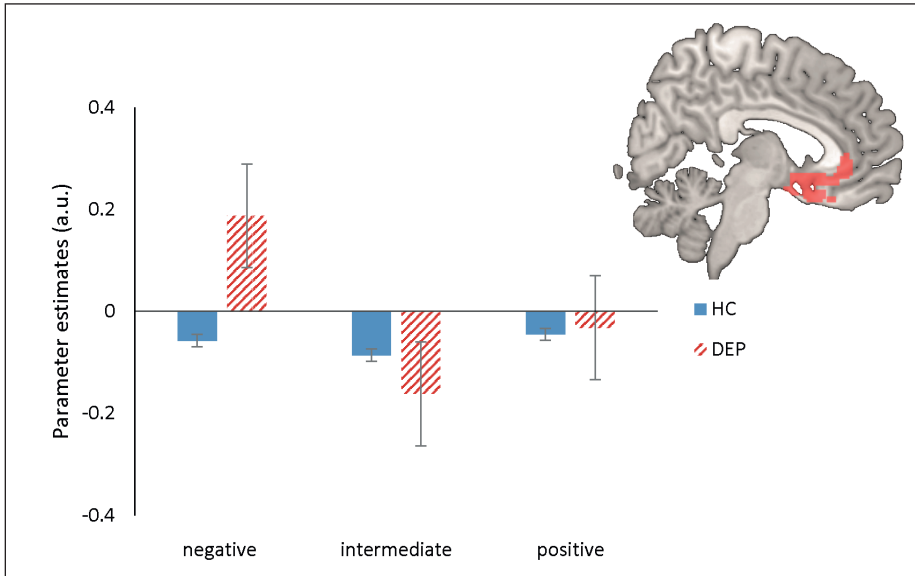 Parameter estimates (a.u.)
0.4
0.2
0
-0.2
-0.4
negative intermediate positive
HC
DEP